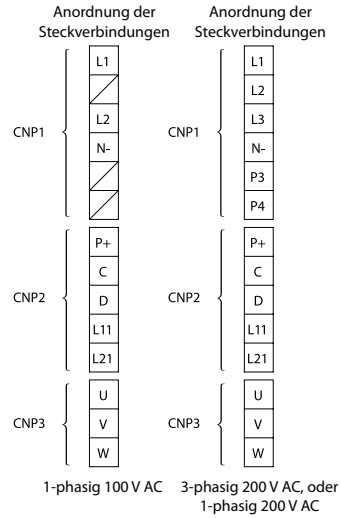 Anordnung der
Steckverbindungen
CNP1
L1
L2
N-
CNP2
P+
C
D
L11
L21
CNP3
U
V
W
1-phasig 100 V AC
Anordnung der
Steckverbindungen
CNP1
L1
L2
L3
N-
P3
P4
CNP2
P+
C
D
L11
L21
CNP3
U
V
W
3-phasig 200 V AC, oder
1-phasig 200 V AC